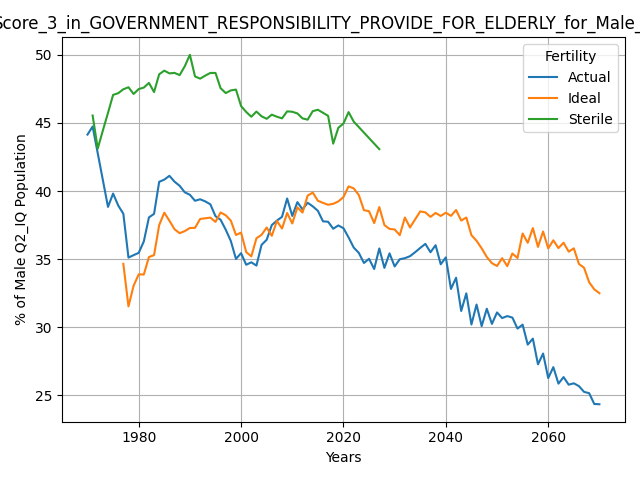 Score_3_in_GOVERNMENT_RESPONSIBILITY_PROVIDE_FOR_ELDERLY_for_Male_
50
45
40
35
30
25
% of Male Q2_IQ Population
Fertility
Actual
Ideal
Sterile
1980
2000
2020
2040
2060
Years